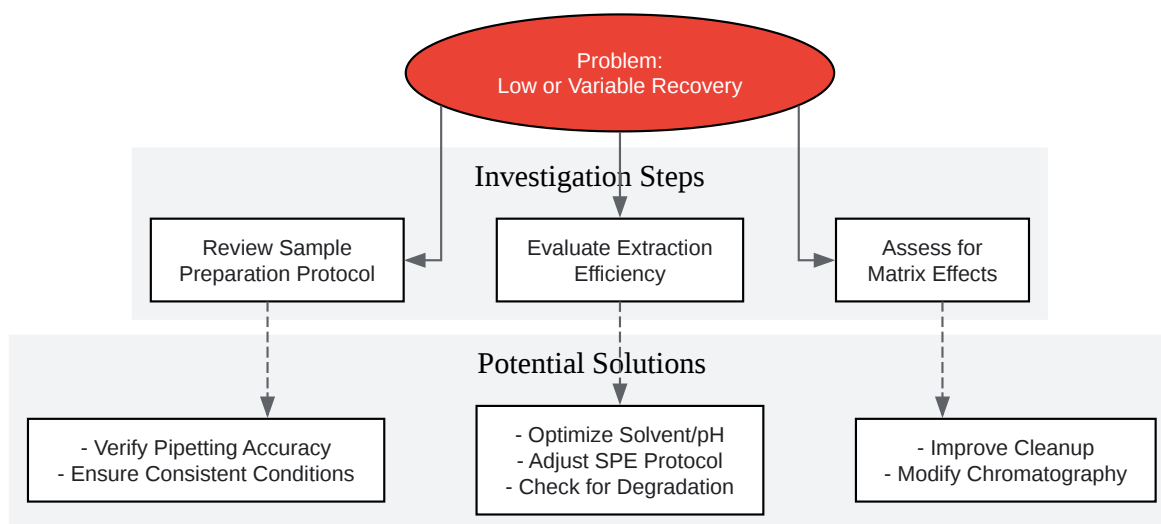 Problem:
Low or Variable Recovery
Investigation Steps
Review Sample
Preparation Protocol
Evaluate Extraction
Efficiency
Assess for
Matrix Effects
Potential Solutions
- Verify Pipetting Accuracy
- Ensure Consistent Conditions
- Optimize Solvent/pH
- Adjust SPE Protocol
- Check for Degradation
- Improve Cleanup
- Modify Chromatography